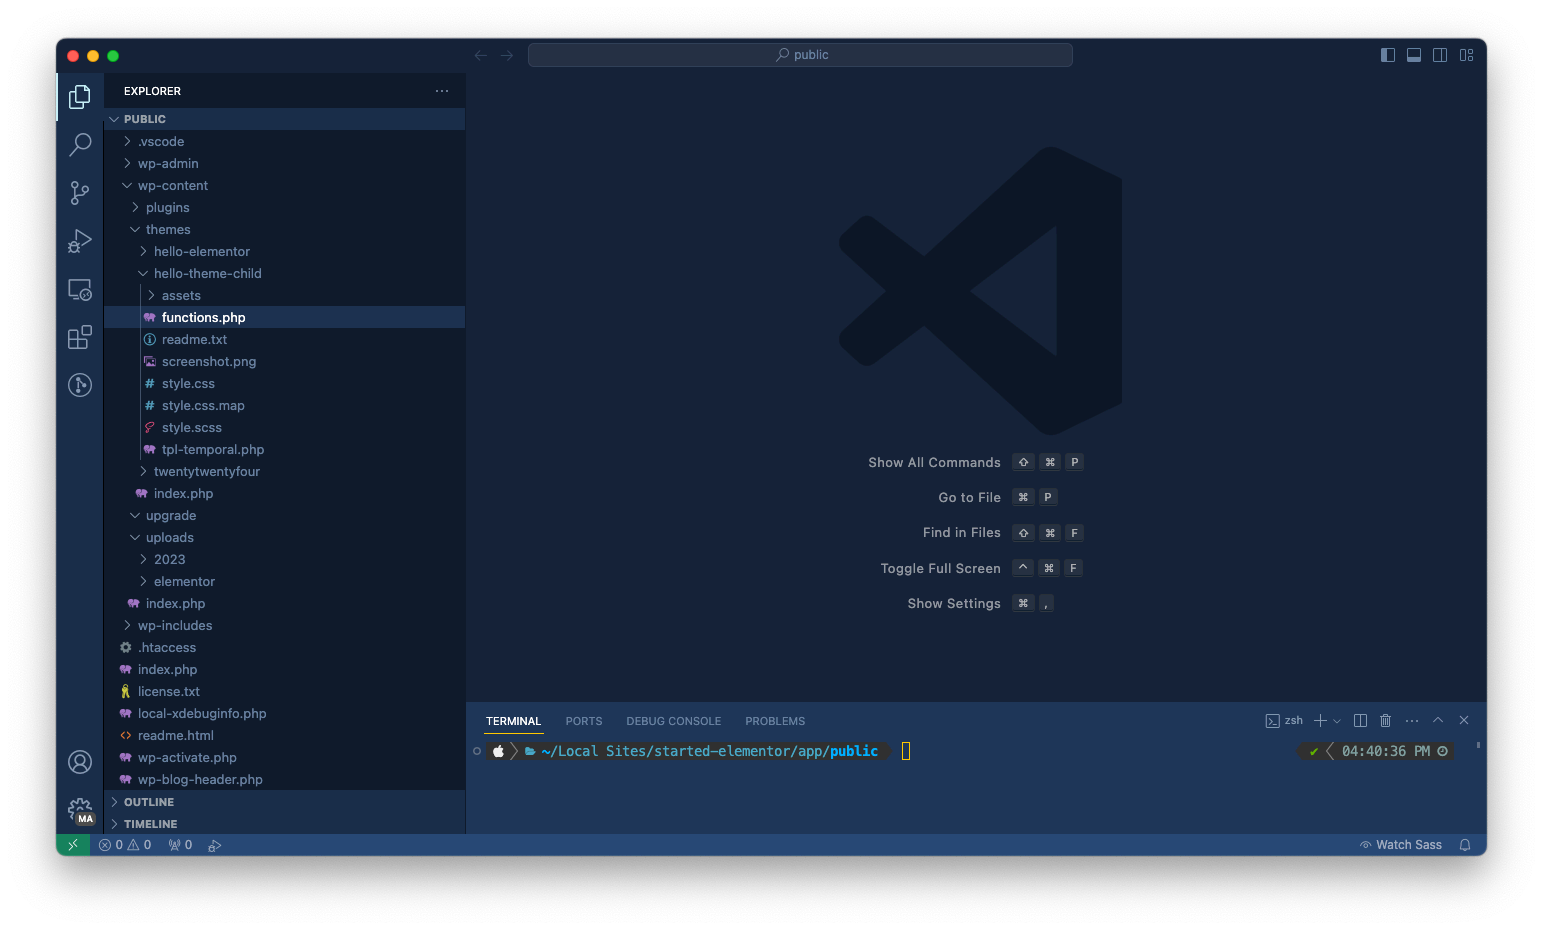 public
EXPLORER
PUBLIC
.vscode
wp-admin
wp-content
plugins
themes
hello-elementor
hello-theme-child
assets
functions.php
readme.txt
screenshot.png
# style.css
# style.css.map
style.scss
tpl-temporal.php
twentytwentyfour
index.php
upgrade
uploads
2023
elementor
index.php
wp-includes
.htaccess
index.php
license.txt
local-xdebuginfo.php
readme.html
wp-activate.php
wp-blog-header.php
OUTLINE
TIMELINE
MA
Show All Commands ⇧ ⌘ P
Go to File ⌘ P
Find in Files ⇧ ⌘ F
Toggle Full Screen ^ ⌘ F
Show Settings ⌘ ,
TERMINAL PORTS DEBUG CONSOLE PROBLEMS zsh
~/Local Sites/started-elementor/app/public 04:40:36 PM
0 0 0 Watch Sass